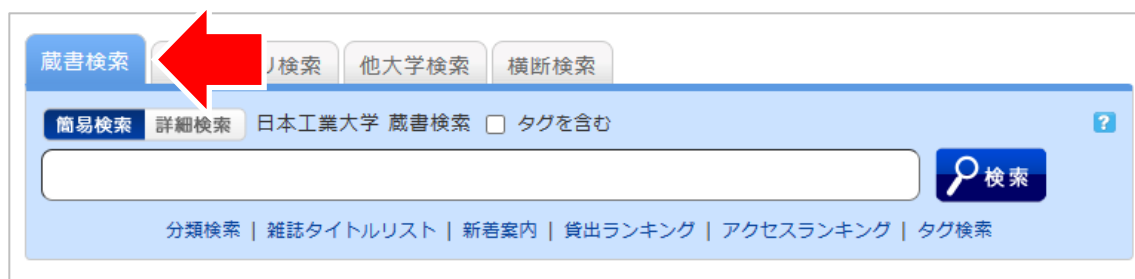 蔵書検索 リ検索 他大学検索 横断検索
簡易検索 詳細検索 日本工業大学 蔵書検索 タグを含む ?
検索
分類検索 | 雑誌タイトルリスト | 新着案内 | 貸出ランキング | アクセスランキング | タグ検索